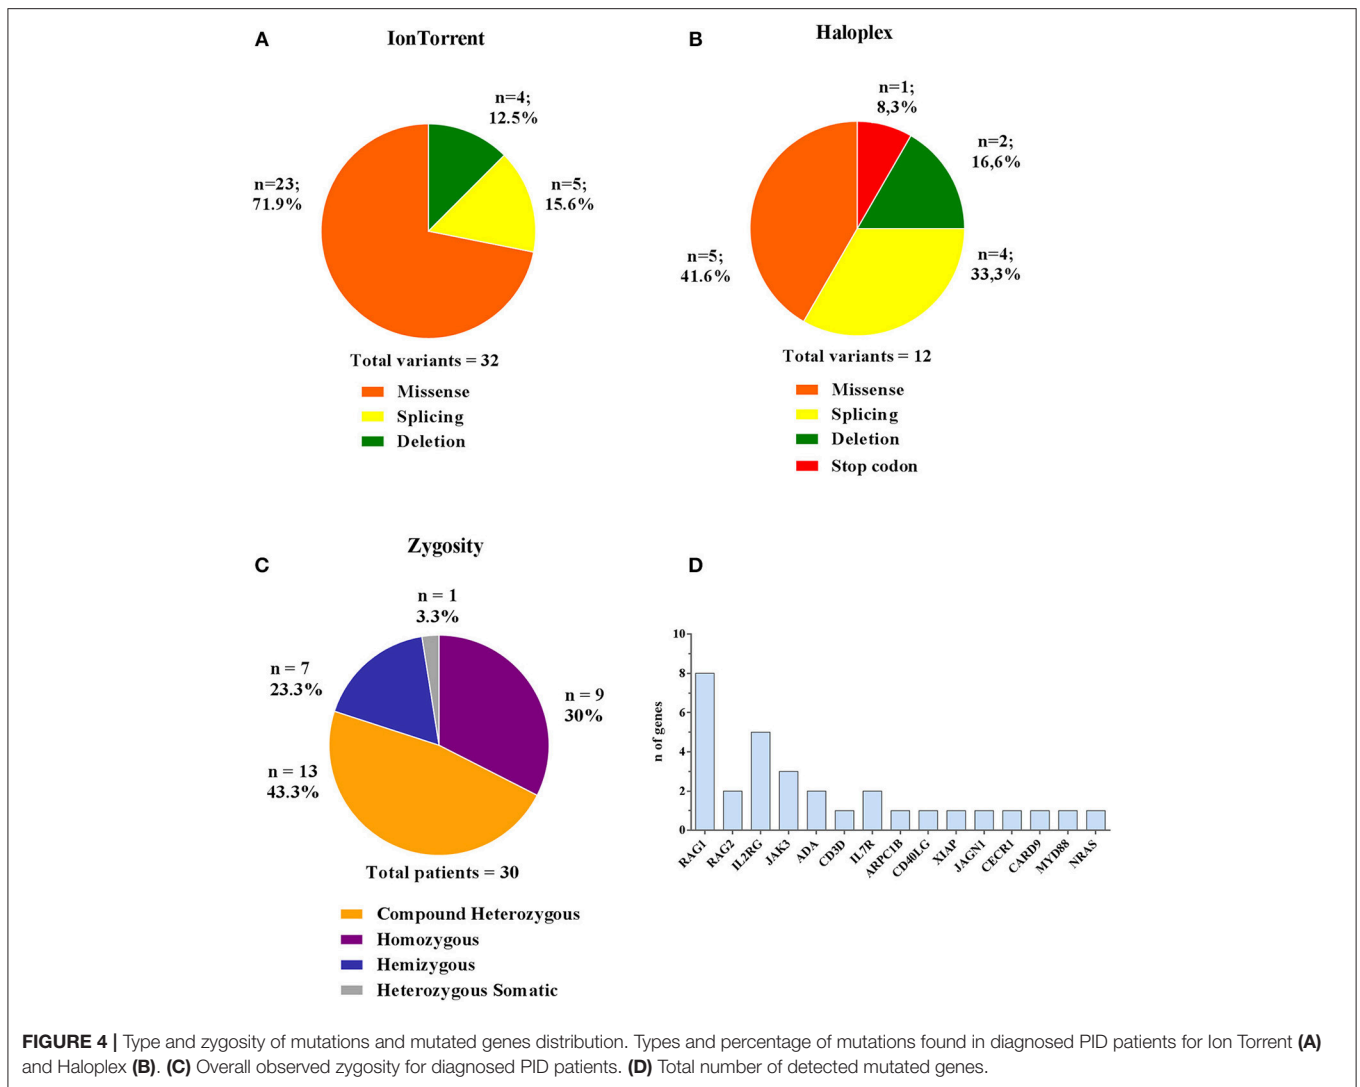 A
IonTorrent
n=4;
12.5%
n=23;
71.9%
n=5;
15.6%
Total variants = 32
Missense
Splicing
Deletion
B
Haloplex
n=1;
8,3%
n=2;
16,6%
n=5;
41.6%
n=4;
33,3%
Total variants = 12
Missense
Splicing
Deletion
Stop codon
C
Zygosity
n = 1
3.3%
n = 7
23.3%
n = 9
30%
n = 13
43.3%
Total patients = 30
Compound Heterozygous
Homozygous
Hemizygous
Heterozygous Somatic
D
n of genes
10
8
6
4
2
0
RAG1
RAG2
IL2RG
JAK3
ADA
CD3D
IL7R
ARPC1B
CD40LG
XIAP
JAGN1
CECR1
CARD9
MYD88
NRAS
FIGURE 4 | Type and zygosity of mutations and mutated genes distribution. Types and percentage of mutations found in diagnosed PID patients for Ion Torrent (A)
and Haloplex (B). (C) Overall observed zygosity for diagnosed PID patients. (D) Total number of detected mutated genes.